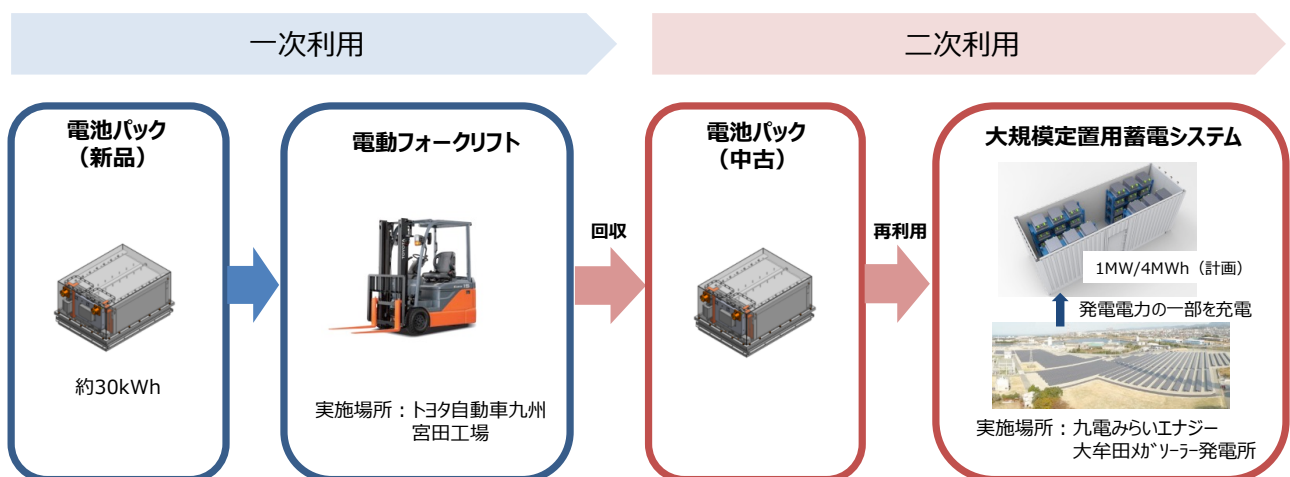 一次利用
二次利用
電池パック
（新品）
約30kWh
電動フォークリフト
実施場所：トヨタ自動車九州
宮田工場
回収
電池パック
（中古）
再利用
大規模定置用蓄電システム
1MW/4MWh（計画）
発電電力の一部を充電
実施場所：九電みらいエナジー
大牟田ﾒｶﾞｿｰﾗｰ発電所